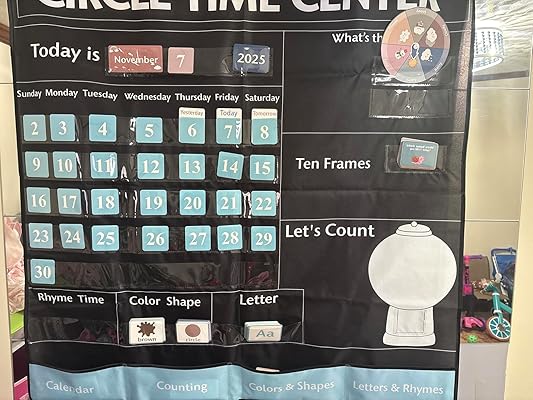 CIRCLE TIME CENTER
Today is November 7 2025
What's th
Sunday Monday Tuesday Wednesday Thursday Friday Saturday
Yesterday Today Tomorrow
2 3 4 5 6 7 8
9 10 11 12 13 14 15
16 17 18 19 20 21 22
23 24 25 26 27 28 29
30
Ten Frames
Let's Count
Rhyme Time
Color Shape
Letter
brown
circle
Aa
Calendar Counting Colors & Shapes Letters & Rhymes